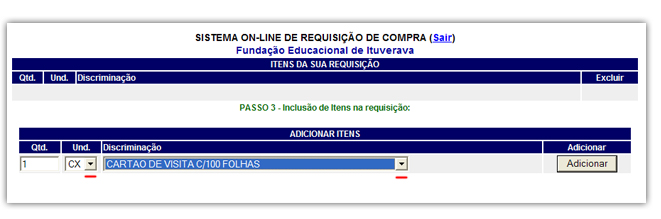 SISTEMA ON-LINE DE REQUISIÇÃO DE COMPRA (Sair)
Fundação Educacional de Ituverava
ITENS DA SUA REQUISIÇÃO
Qtd. Und. Discriminação Excluir
PASSO 3 - Inclusão de Itens na requisição:
ADICIONAR ITENS
Qtd. Und. Discriminação Adicionar
1 CX CARTAO DE VISITA C/100 FOLHAS Adicionar